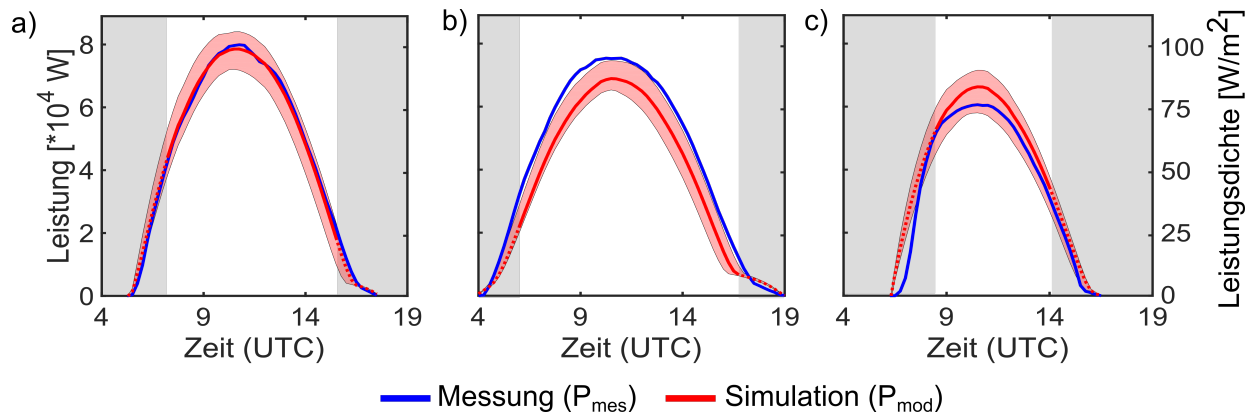 a)
b)
c)
8
6
4
2
0
Leistung [*10⁴ W]
100
75
50
25
0
Leistungsdichte [W/m²]
4 9 14 19
4 9 14 19
4 9 14 19
Zeit (UTC)
Zeit (UTC)
Zeit (UTC)
Messung (Pmes) Simulation (Pmod)